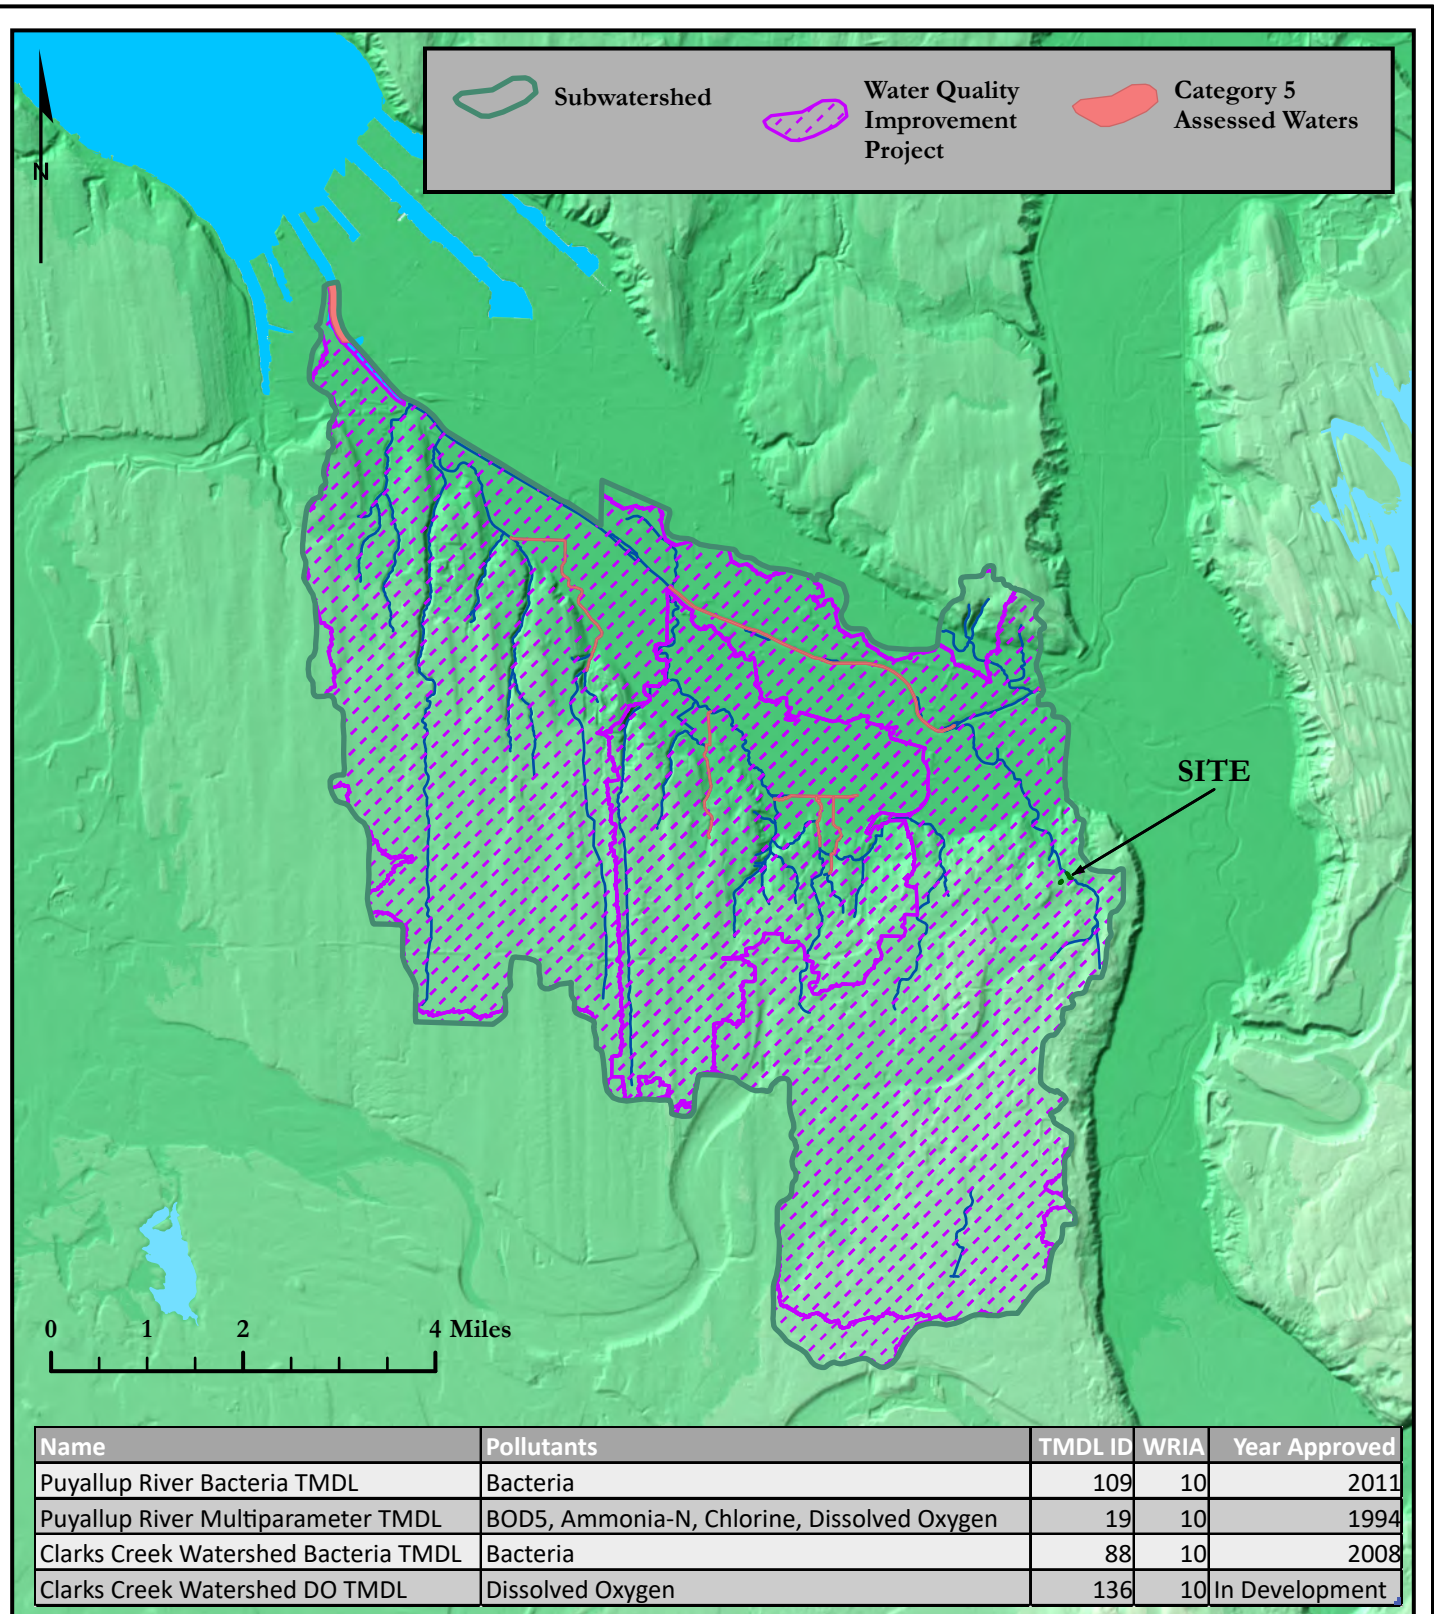 Subwatershed
Water Quality
Improvement
Project
Category 5
Assessed Waters
N
SITE
0 1 2 4 Miles
Name Pollutants TMDL ID WRIA Year Approved
Puyallup River Bacteria TMDL Bacteria 109 10 2011
Puyallup River Multiparameter TMDL BOD5, Ammonia-N, Chlorine, Dissolved Oxygen 19 10 1994
Clarks Creek Watershed Bacteria TMDL Bacteria 88 10 2008
Clarks Creek Watershed DO TMDL Dissolved Oxygen 136 10 In Development